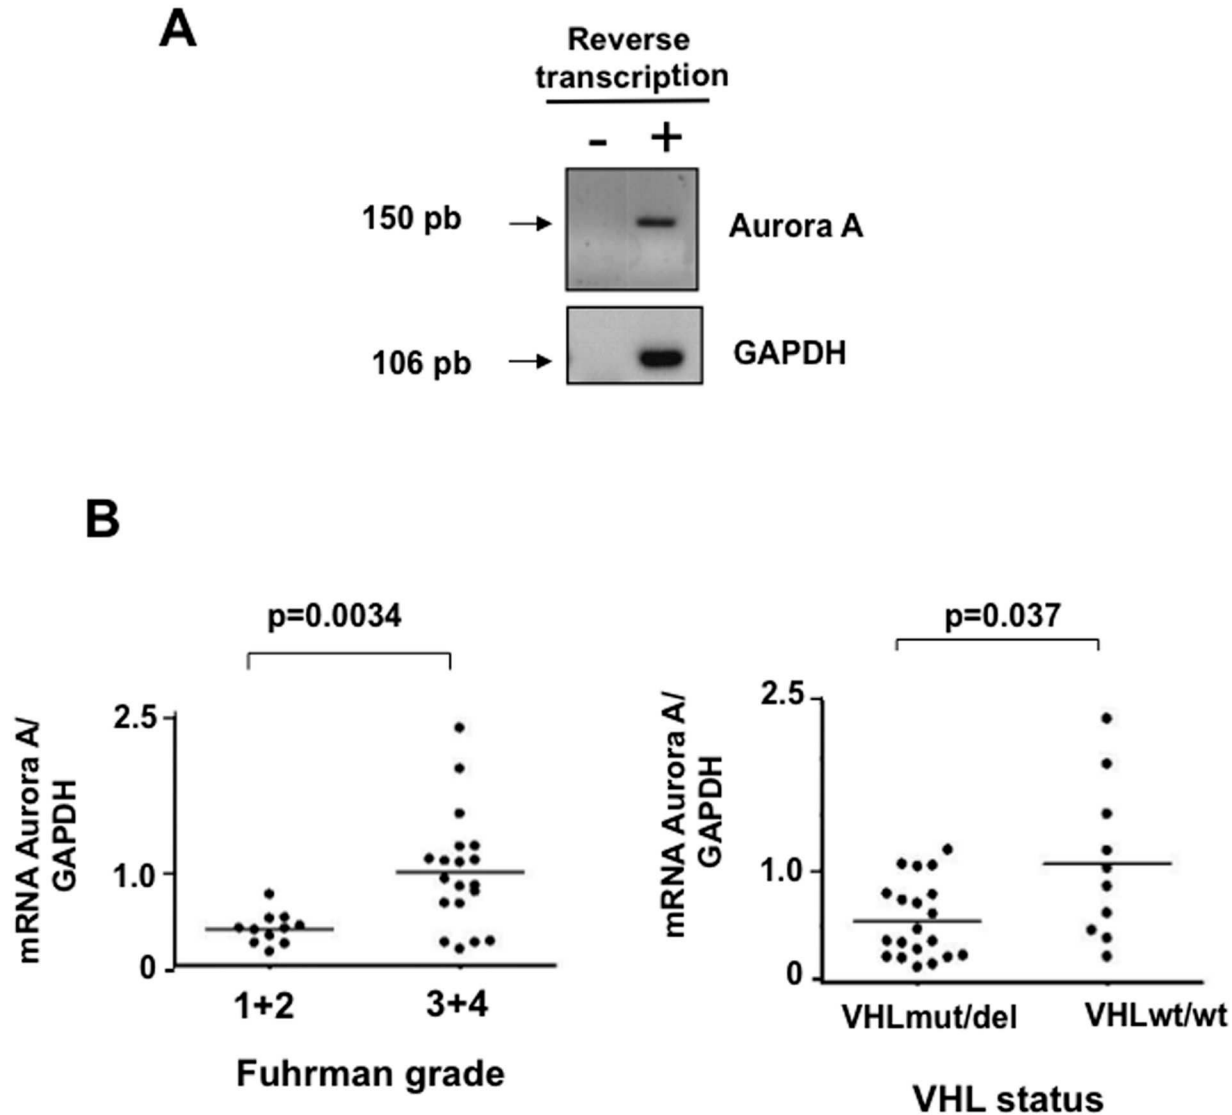 A
Reverse
transcription
- +
150 pb
Aurora A
106 pb
GAPDH
B
p=0.0034
mRNA Aurora A/
GAPDH
2.5
1.0
0
1+2
3+4
Fuhrman grade
p=0.037
mRNA Aurora A/
GAPDH
2.5
1.0
0
VHLmut/del
VHLwt/wt
VHL status